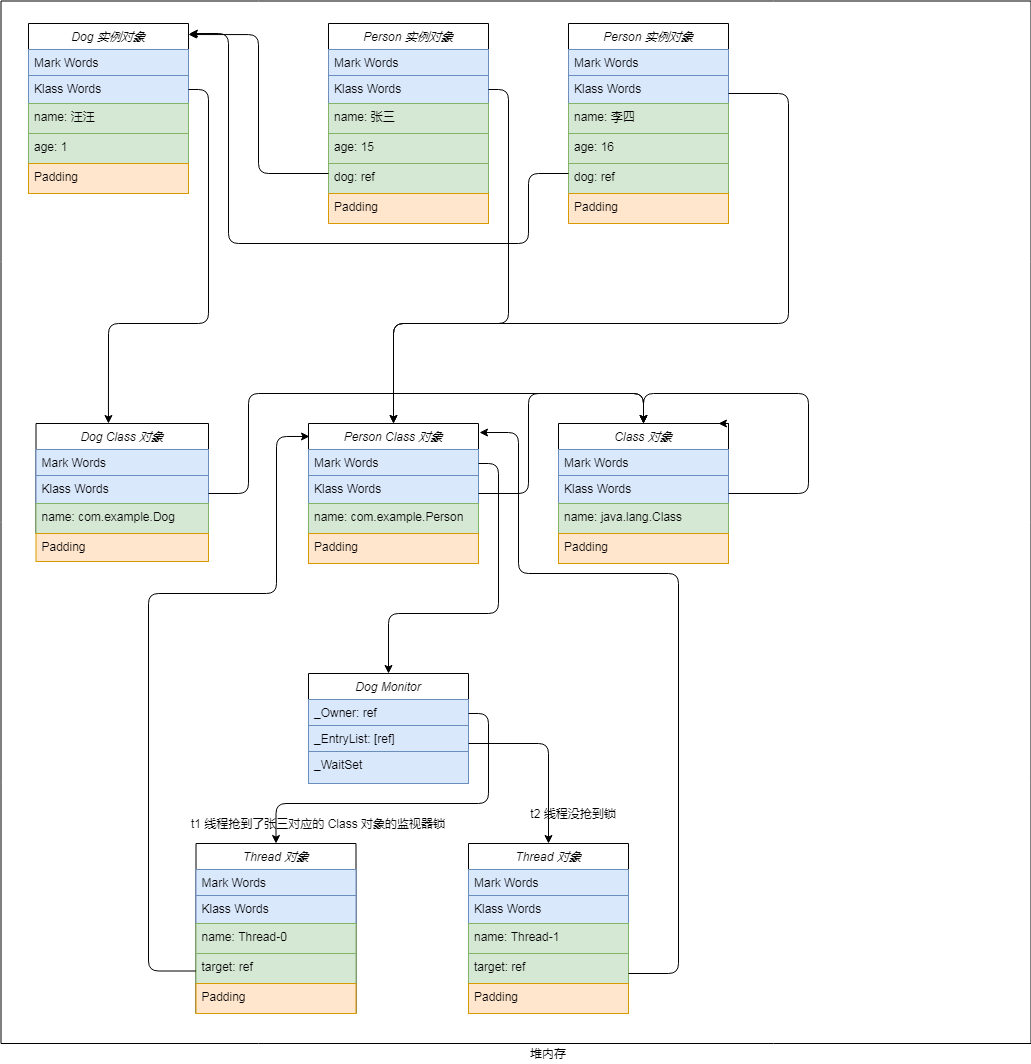 Dog 实例对象
Mark Words
Klass Words
name: 汪汪
age: 1
Padding
Person 实例对象
Mark Words
Klass Words
name: 张三
age: 15
dog: ref
Padding
Person 实例对象
Mark Words
Klass Words
name: 李四
age: 16
dog: ref
Padding
Dog Class 对象
Mark Words
Klass Words
name: com.example.Dog
Padding
Person Class 对象
Mark Words
Klass Words
name: com.example.Person
Padding
Class 对象
Mark Words
Klass Words
name: java.lang.Class
Padding
Dog Monitor
_Owner: ref
_EntryList: [ref]
_WaitSet
t1 线程抢到了张三对应的 Class 对象的监视器锁
t2 线程没抢到锁
Thread 对象
Mark Words
Klass Words
name: Thread-0
target: ref
Padding
Thread 对象
Mark Words
Klass Words
name: Thread-1
target: ref
Padding
堆内存